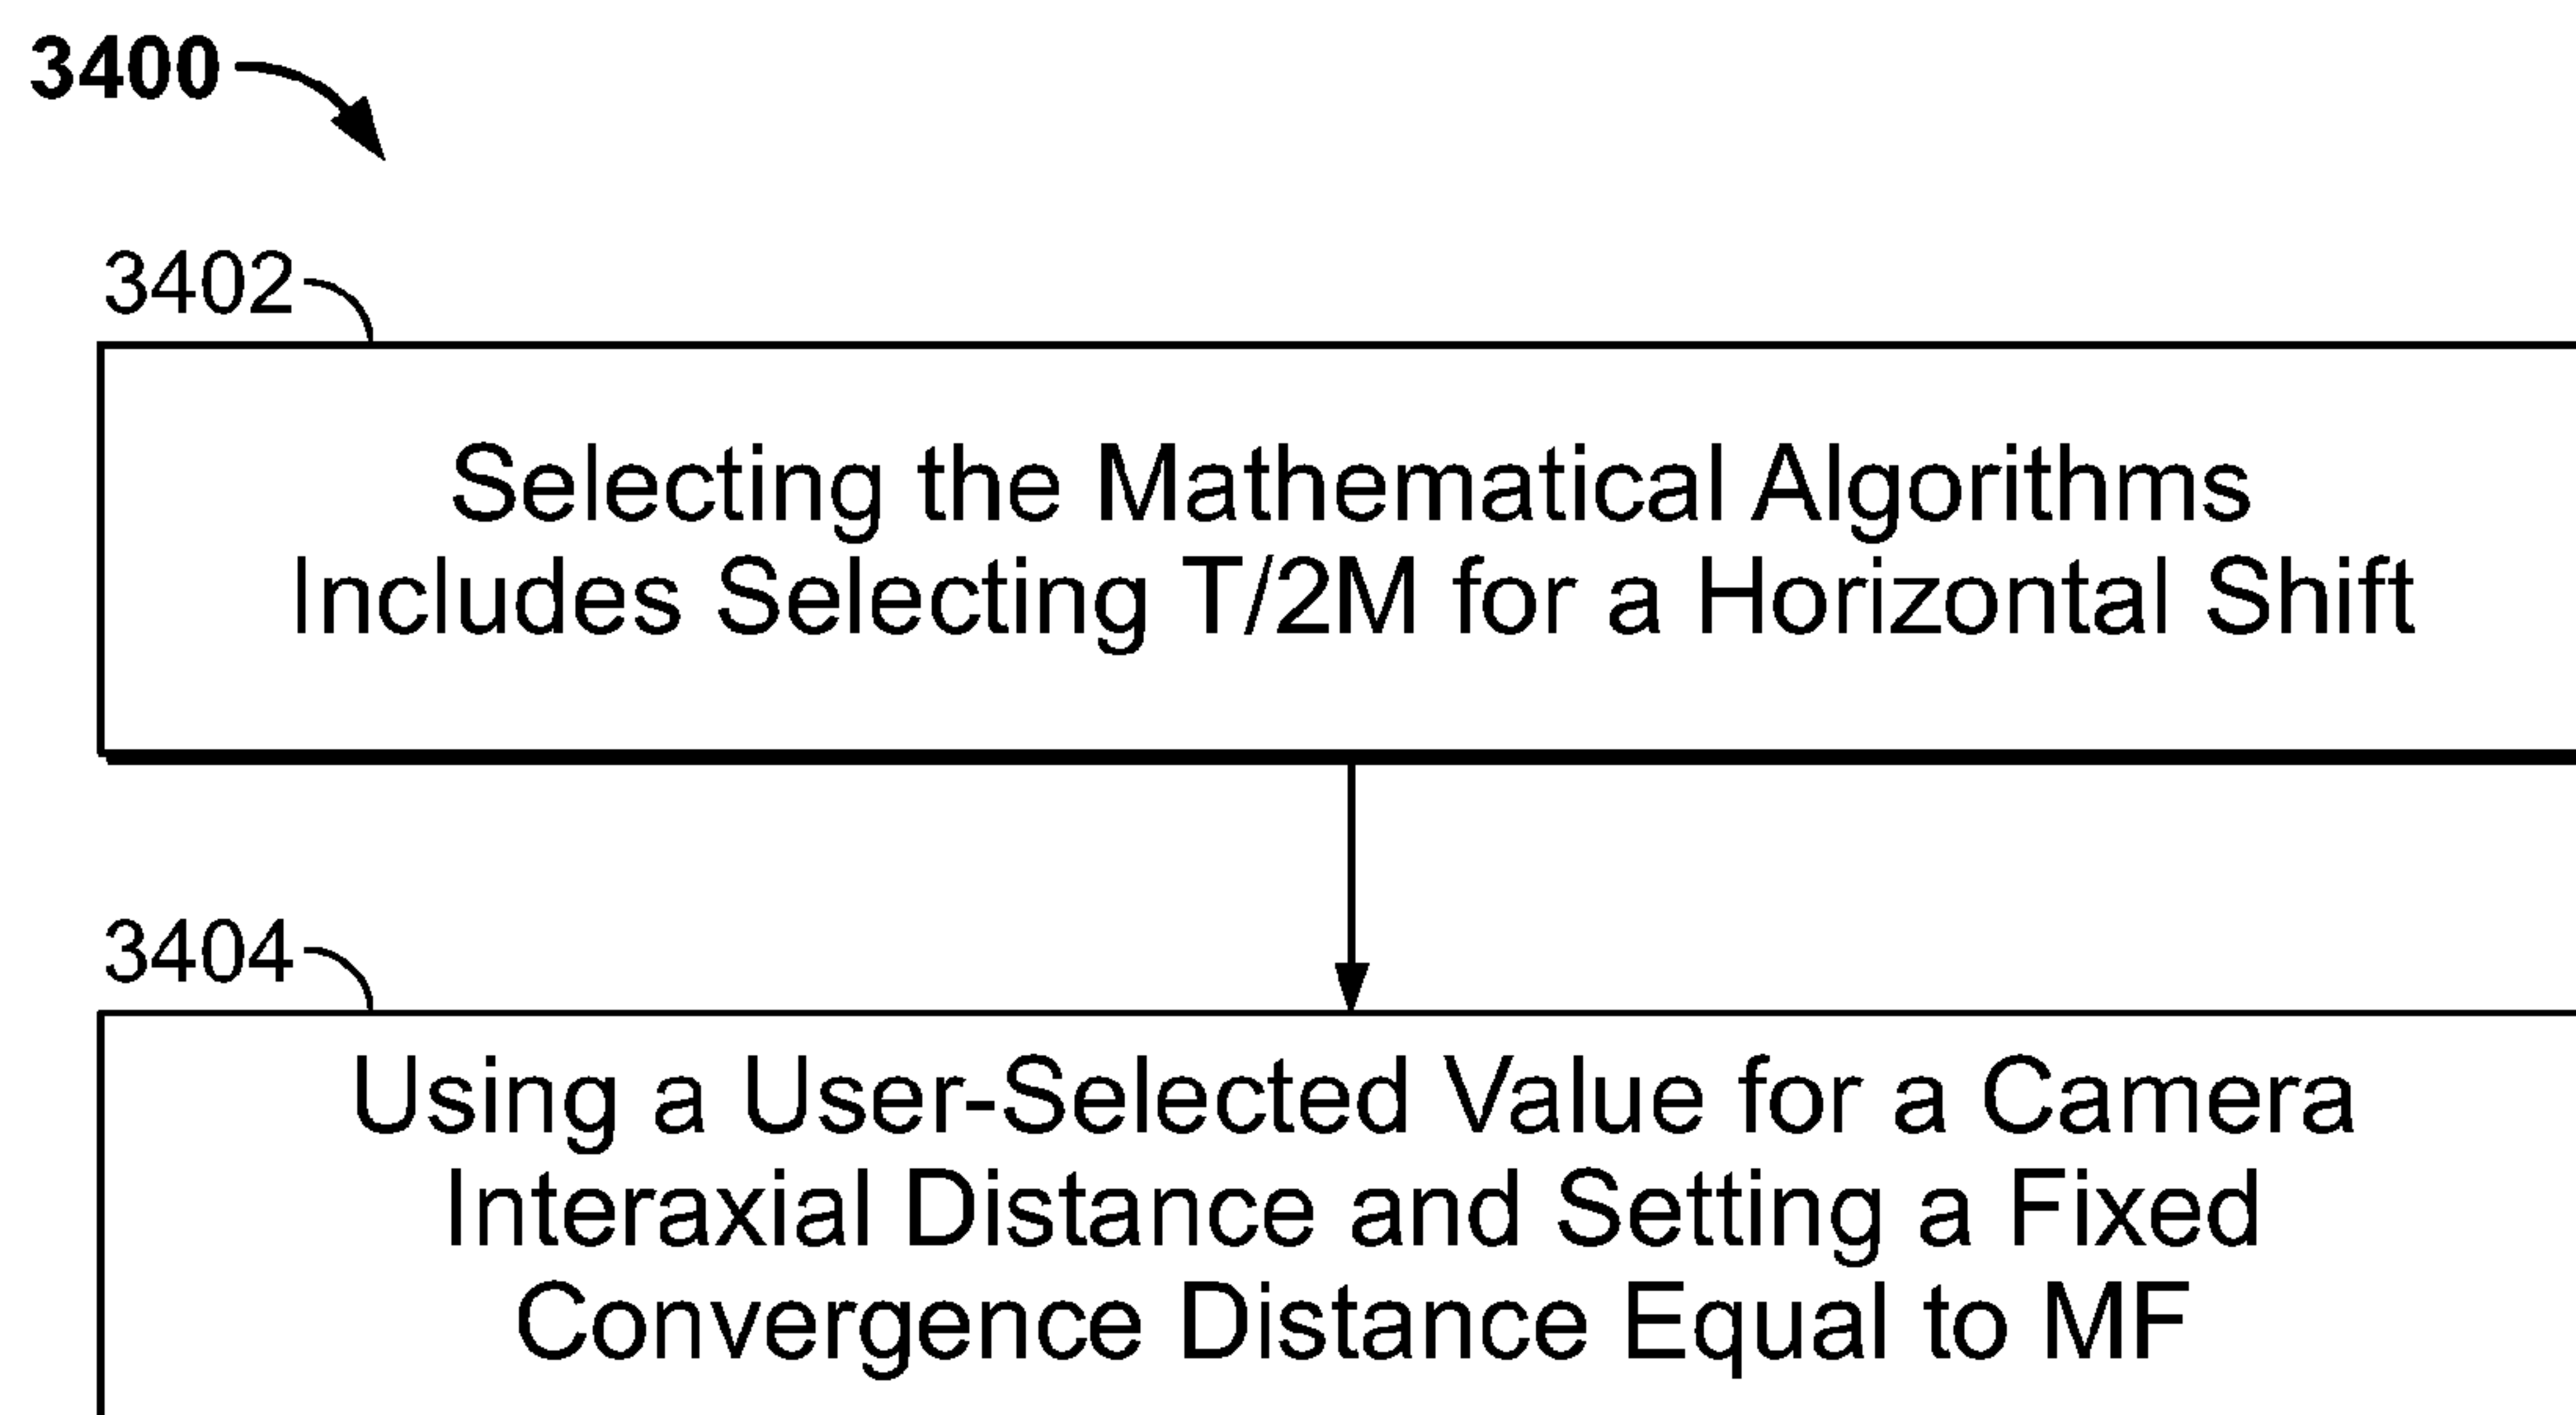 3400
3402
Selecting the Mathematical Algorithms
Includes Selecting T/2M for a Horizontal Shift
3404
Using a User-Selected Value for a Camera
Interaxial Distance and Setting a Fixed
Convergence Distance Equal to MF